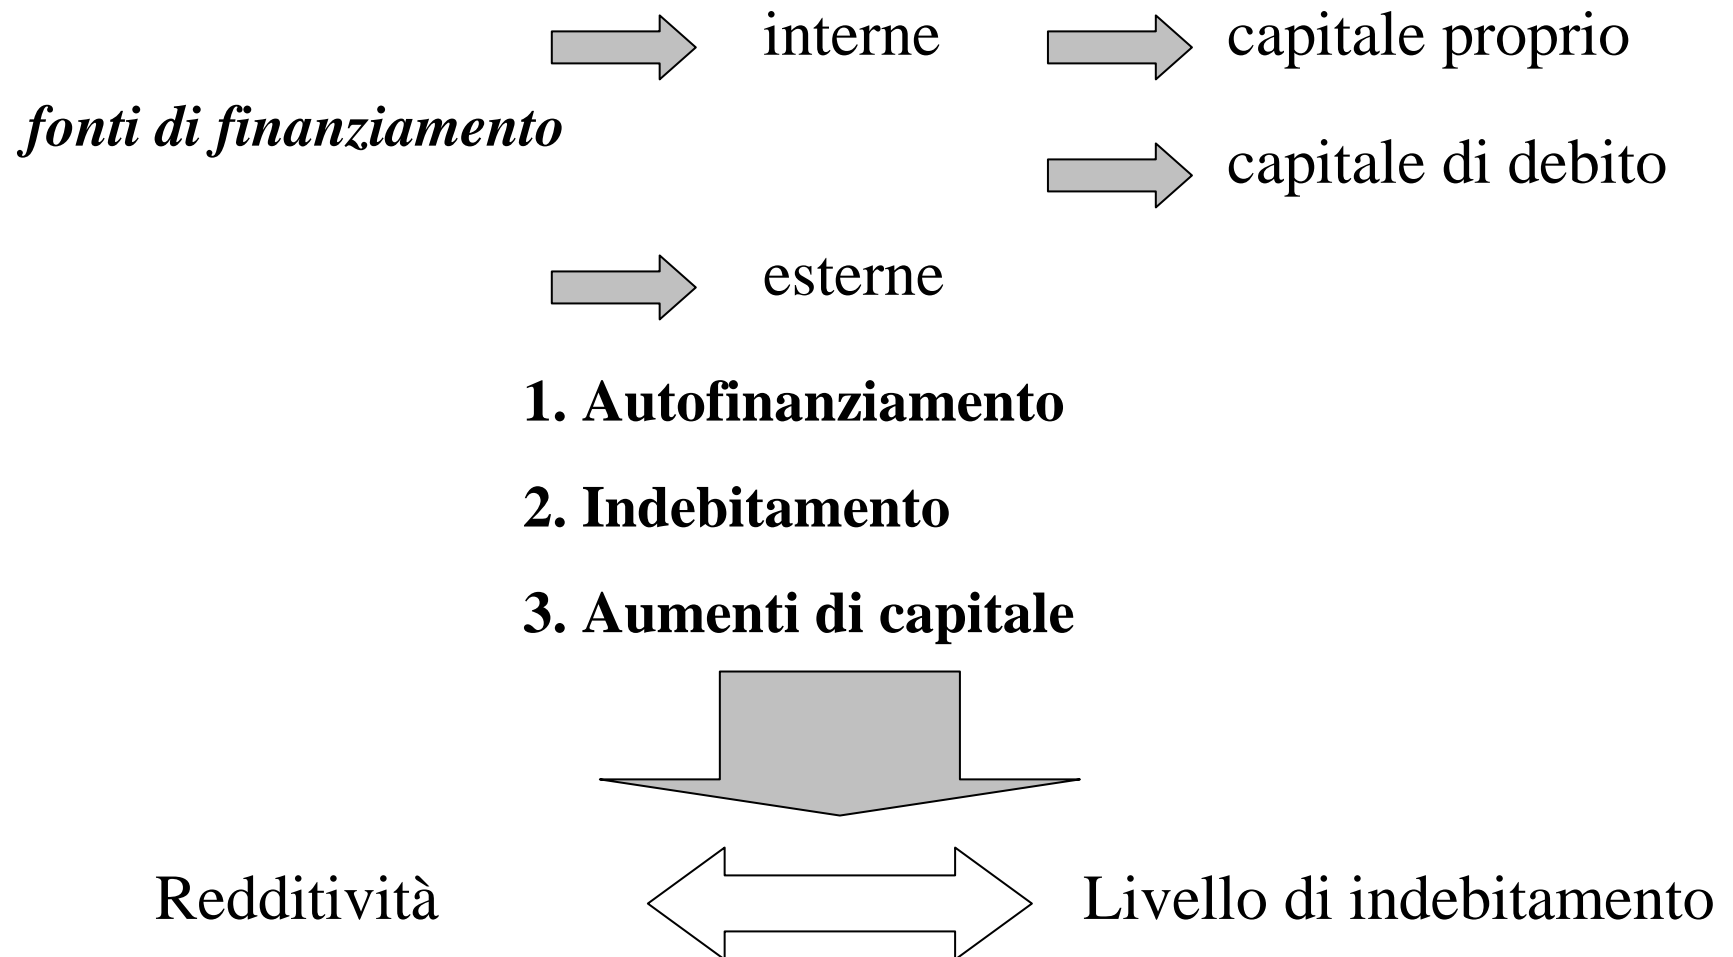 interne capitale proprio
fonti di finanziamento
capitale di debito
esterne
1. Autofinanziamento
2. Indebitamento
3. Aumenti di capitale
Redditività Livello di indebitamento